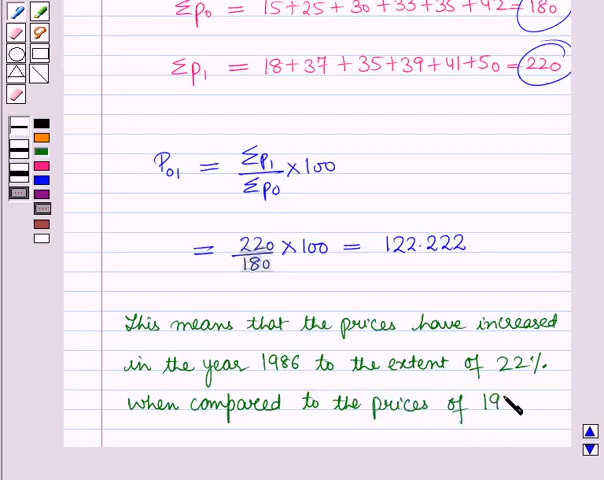 Σp0 = 15+25+30+33+35+42=180
Σp1 = 18+37+35+39+41+50=220
P01 = Σp1/Σp0 ×100
= 220/180 ×100 = 122.222
This means that the prices have increased
in the year 1986 to the extent of 22%
when compared to the prices of 19